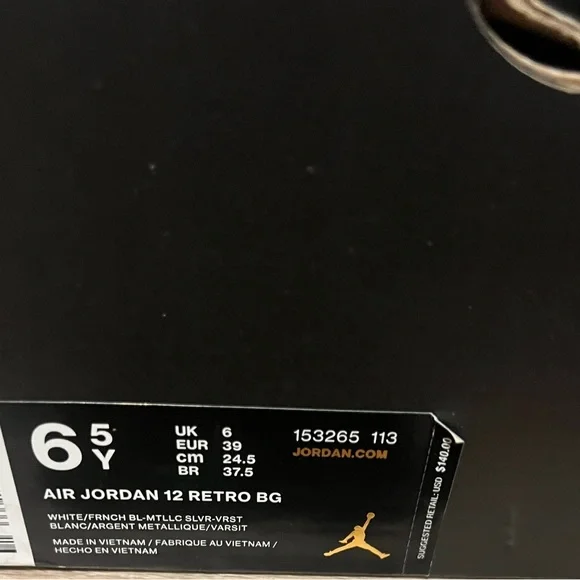 6 5 Y
UK 6
EUR 39
cm 24.5
BR 37.5
153265 113
JORDAN.COM
AIR JORDAN 12 RETRO BG
WHITE/FRNCH BL-MTLLC SLVR-VRST
BLANC/ARGENT METALLIQUE/VARSIT
MADE IN VIETNAM / FABRIQUE AU VIETNAM /
HECHO EN VIETNAM
SUGGESTED RETAIL:USD $140.00